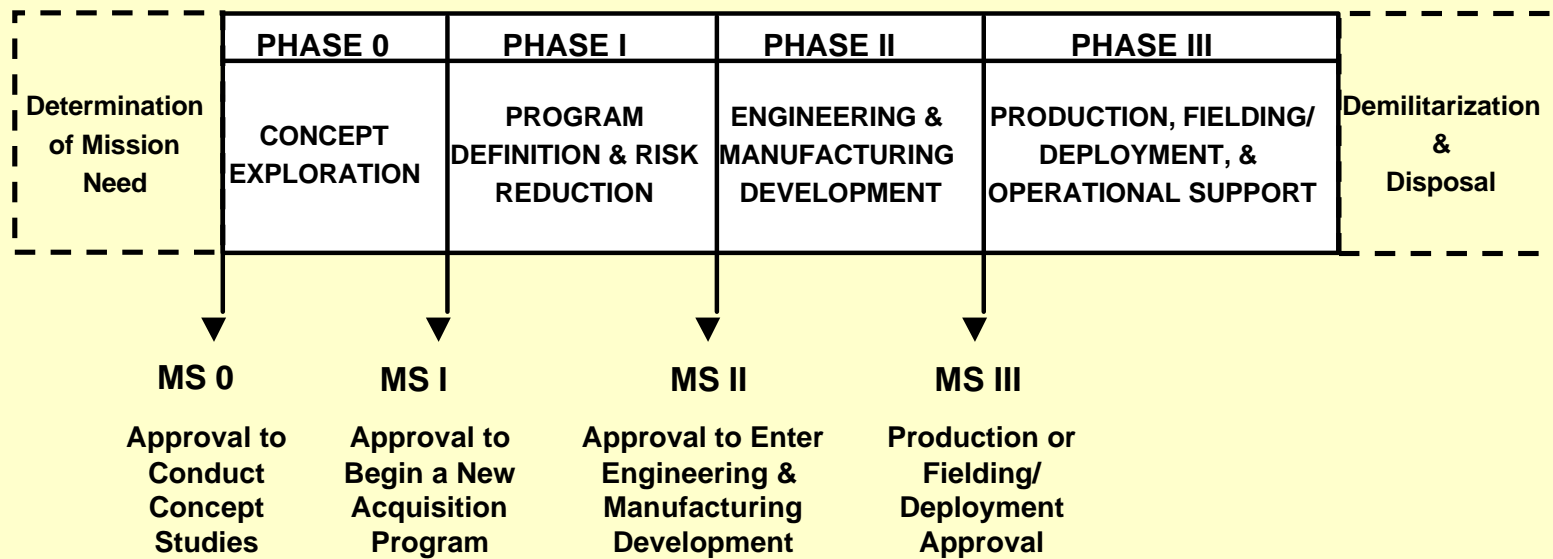 Determination
of Mission
Need
PHASE 0
CONCEPT
EXPLORATION
PHASE I
PROGRAM
DEFINITION & RISK
REDUCTION
PHASE II
ENGINEERING &
MANUFACTURING
DEVELOPMENT
PHASE III
PRODUCTION, FIELDING/
DEPLOYMENT, &
OPERATIONAL SUPPORT
Demilitarization
&
Disposal
MS 0
Approval to
Conduct
Concept
Studies
MS I
Approval to
Begin a New
Acquisition
Program
MS II
Approval to Enter
Engineering &
Manufacturing
Development
MS III
Production or
Fielding/
Deployment
Approval